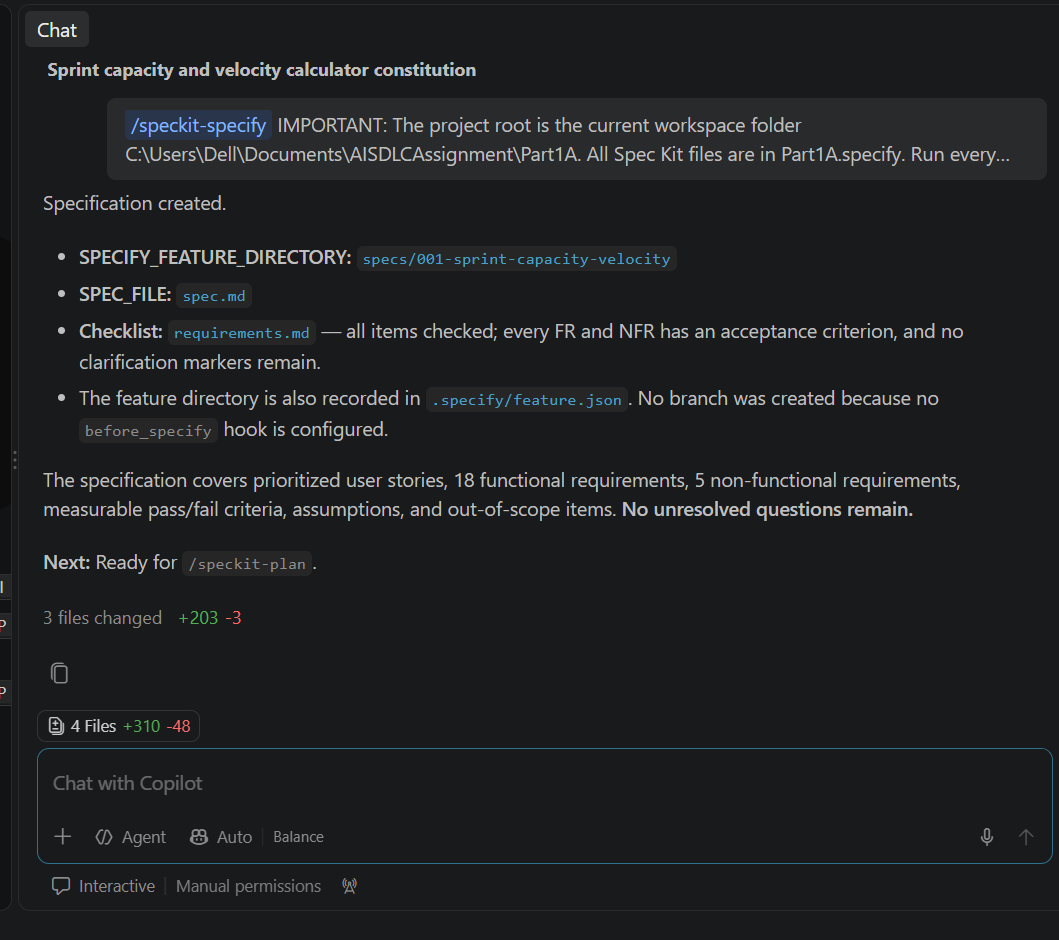 Chat
Sprint capacity and velocity calculator constitution
/speckit-specify IMPORTANT: The project root is the current workspace folder
C:\Users\Dell\Documents\AISDLCAssignment\Part1A. All Spec Kit files are in Part1A.specify. Run every...
Specification created.
• SPECIFY_FEATURE_DIRECTORY: specs/001-sprint-capacity-velocity
• SPEC_FILE: spec.md
• Checklist: requirements.md — all items checked; every FR and NFR has an acceptance criterion, and no
clarification markers remain.
• The feature directory is also recorded in .specify/feature.json. No branch was created because no
before_specify hook is configured.
The specification covers prioritized user stories, 18 functional requirements, 5 non-functional requirements,
measurable pass/fail criteria, assumptions, and out-of-scope items. No unresolved questions remain.
Next: Ready for /speckit-plan.
3 files changed +203 -3
4 Files +310 -48
Chat with Copilot
Agent Auto Balance
Interactive Manual permissions